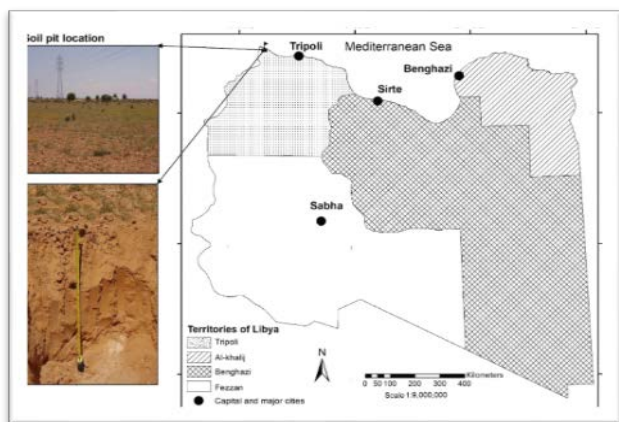 Soil pit location
Tripoli
Mediterranean Sea
Benghazi
Sirte
Sabha
Territories of Libya
Tripoli
Al-khalij
Benghazi
Fezzan
Capital and major cities
N
Kilometers
0 50 100 200 300 400
Scale 1:9,000,000